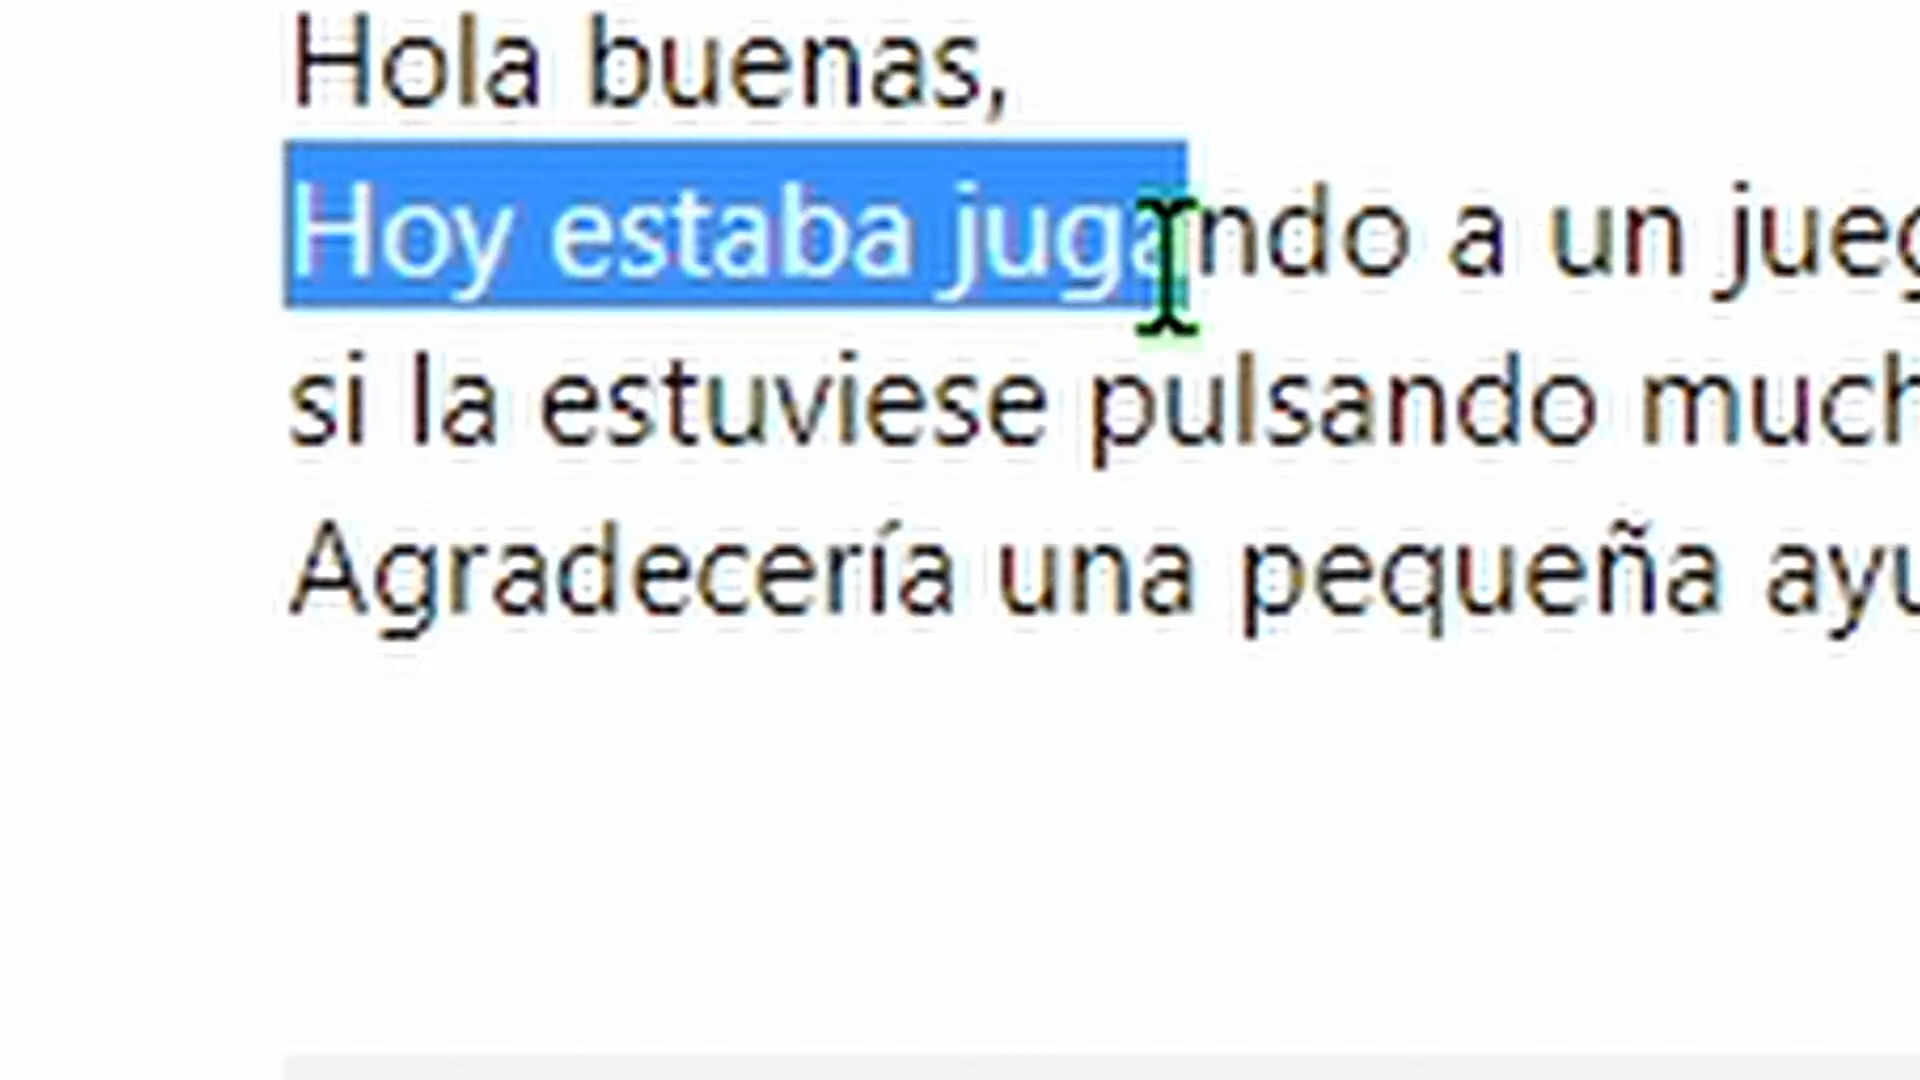 Hola buenas,
Hoy estaba jugando a un jueg
si la estuviese pulsando much
Agradecería una pequeña ayu